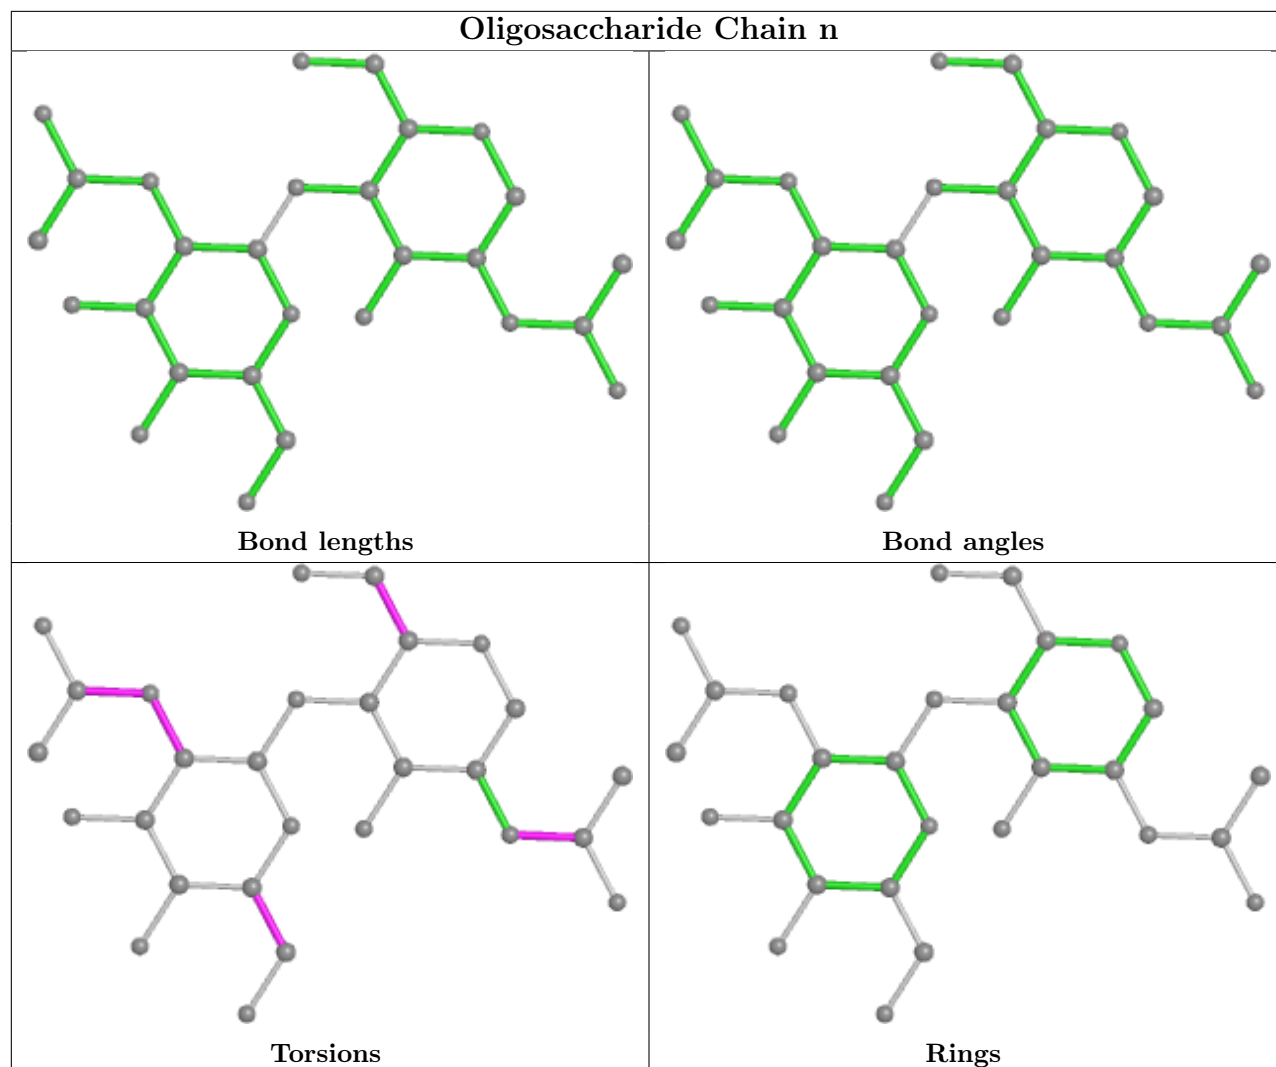 Oligosaccharide Chain n
Bond lengths
Bond angles
Torsions
Rings